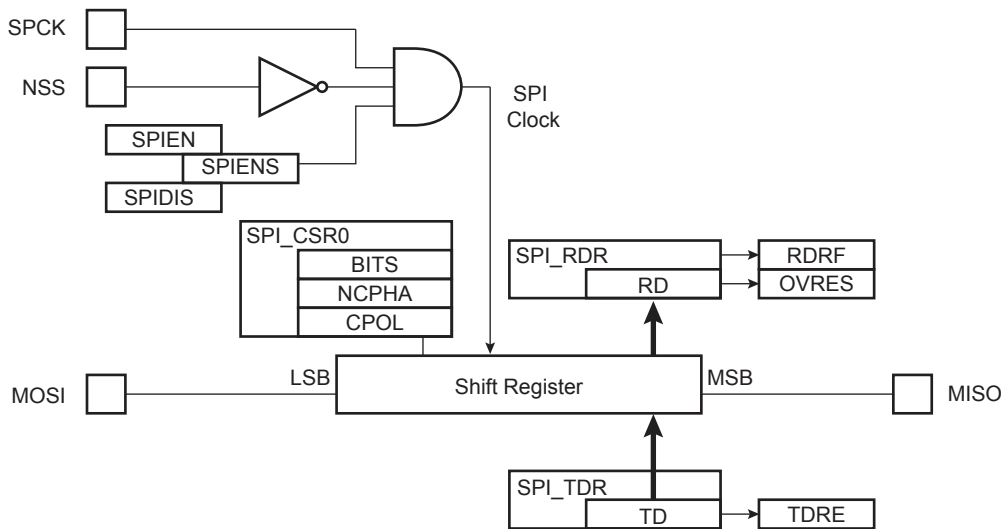 SPCK
NSS
SPI
Clock
SPIEN
SPIENS
SPIDIS
SPI_CSR0
BITS
NCPHA
CPOL
SPI_RDR
RD
RDRF
OVRES
MOSI
LSB
Shift Register
MSB
MISO
SPI_TDR
TD
TDRE